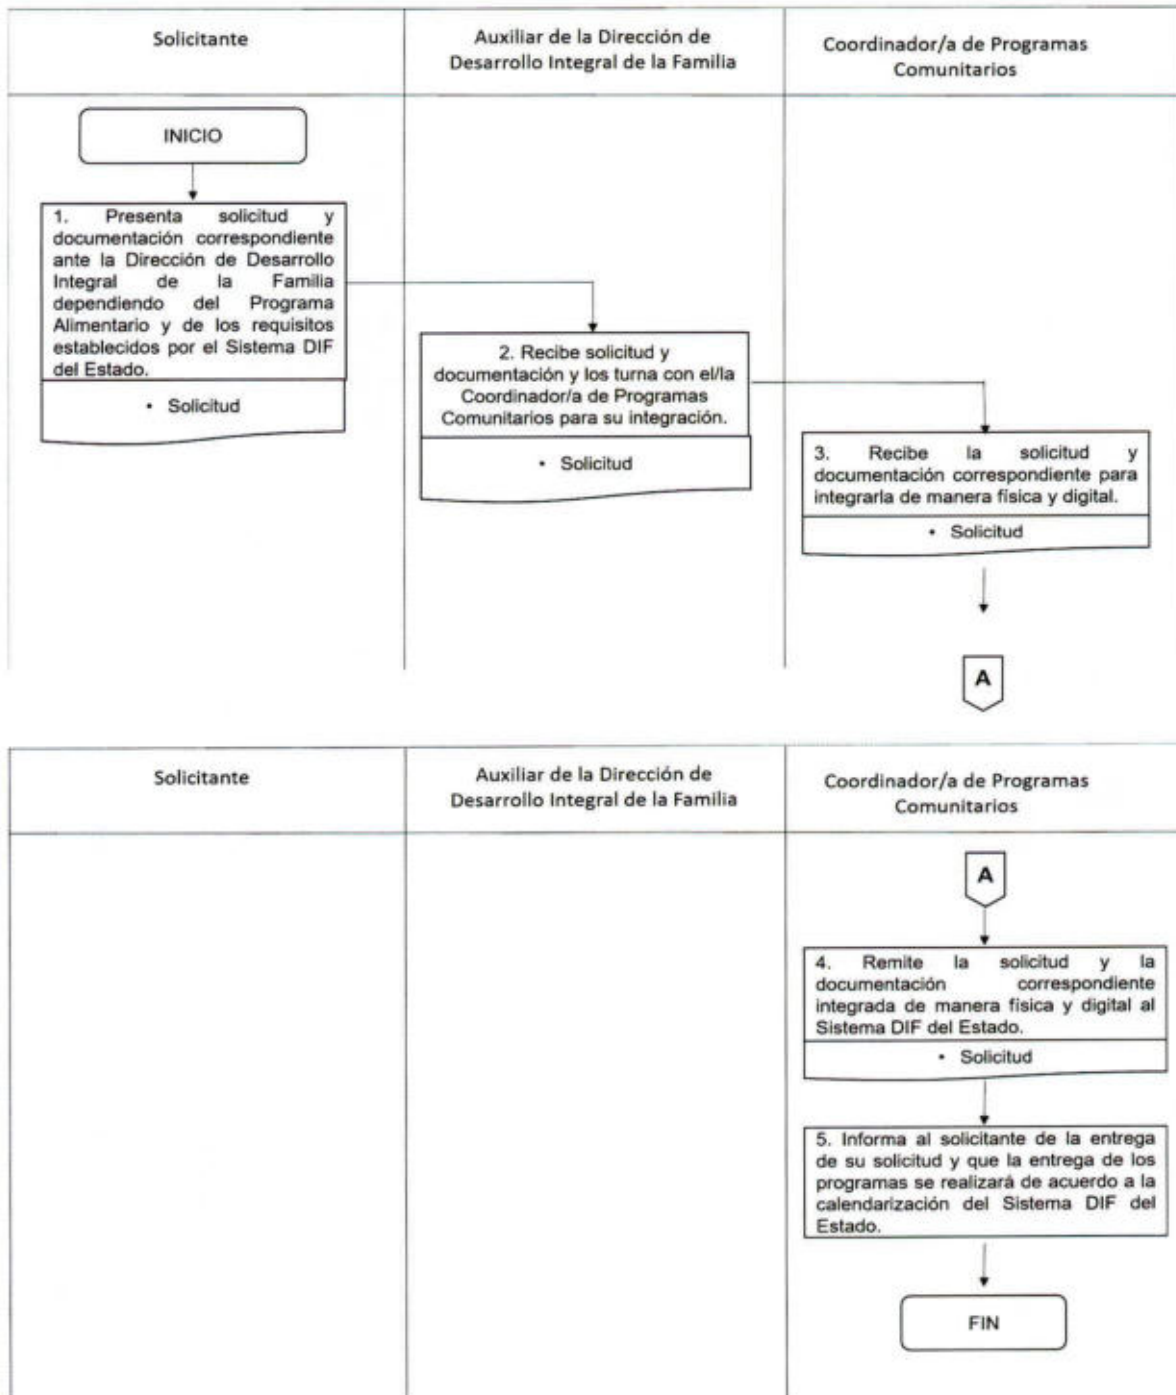 Solicitante
Auxiliar de la Dirección de
Desarrollo Integral de la Familia
Coordinador/a de Programas
Comunitarios
INICIO
1. Presenta solicitud y
documentación correspondiente
ante la Dirección de Desarrollo
Integral de la Familia
dependiendo del Programa
Alimentario y de los requisitos
establecidos por el Sistema DIF
del Estado.
• Solicitud
2. Recibe solicitud y
documentación y los turna con el/la
Coordinador/a de Programas
Comunitarios para su integración.
• Solicitud
3. Recibe la solicitud y
documentación correspondiente para
integrarla de manera física y digital.
• Solicitud
A
Solicitante
Auxiliar de la Dirección de
Desarrollo Integral de la Familia
Coordinador/a de Programas
Comunitarios
A
4. Remite la solicitud y la
documentación correspondiente
integrada de manera física y digital al
Sistema DIF del Estado.
• Solicitud
5. Informa al solicitante de la entrega
de su solicitud y que la entrega de los
programas se realizará de acuerdo a la
calendarización del Sistema DIF del
Estado.
FIN